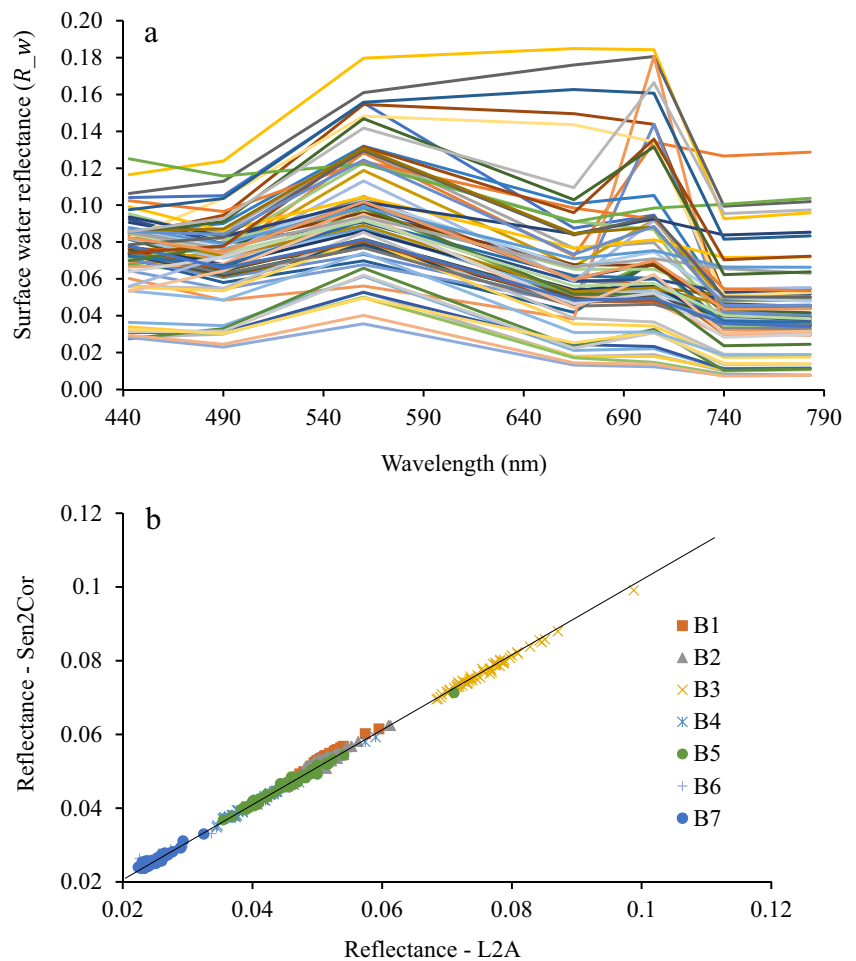 a
Surface water reflectance (R_w)
0.20
0.18
0.16
0.14
0.12
0.10
0.08
0.06
0.04
0.02
0.00
440 490 540 590 640 690 740 790
Wavelength (nm)
b
Reflectance - Sen2Cor
0.12
0.1
0.08
0.06
0.04
0.02
B1
B2
B3
B4
B5
B6
B7
0.02 0.04 0.06 0.08 0.1 0.12
Reflectance - L2A